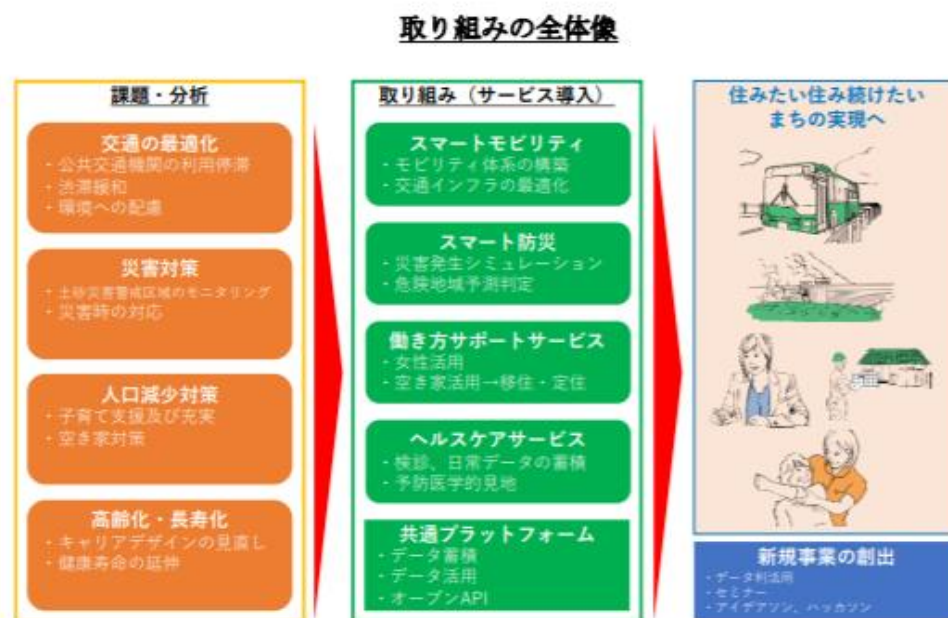 取り組みの全体像
課題・分析
交通の最適化
・公共交通機関の利用停滞
・渋滞緩和
・環境への配慮
災害対策
・土砂災害警戒区域のモニタリング
・災害時の対応
人口減少対策
・子育て支援及び充実
・空き家対策
高齢化・長寿化
・キャリアデザインの見直し
・健康寿命の延伸
取り組み（サービス導入）
スマートモビリティ
・モビリティ体系の構築
・交通インフラの最適化
スマート防災
・災害発生シミュレーション
・危険地域予測判定
働き方サポートサービス
・女性活用
・空き家活用→移住・定住
ヘルスケアサービス
・検診、日常データの蓄積
・予防医学的見地
共通プラットフォーム
・データ蓄積
・データ活用
・オープンAPI
住みたい住み続けたい
まちの実現へ
新規事業の創出
・データ利活用
・セミナー
・アイデアソン、ハッカソン